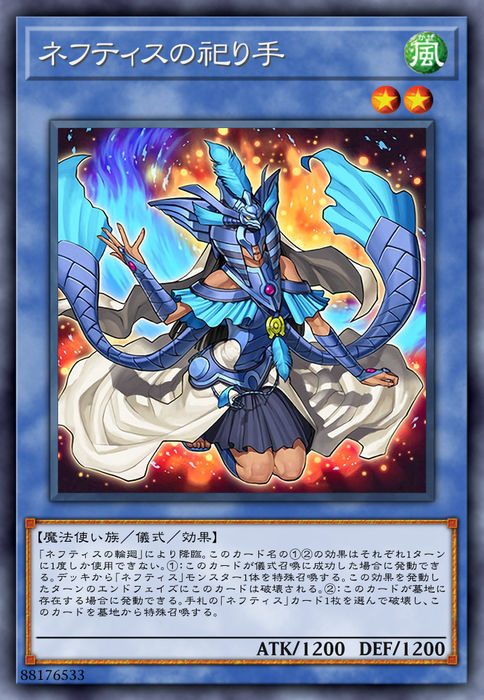 ネフティスの祀り手
かぜ
風
【魔法使い族／儀式／効果】
「ネフティスの輪廻」により降臨。このカード名の①②の効果はそれぞれ1ターン
に1度しか使用できない。①：このカードが儀式召喚に成功した場合に発動でき
る。デッキから「ネフティス」モンスター1体を特殊召喚する。この効果を発動し
たターンのエンドフェイズにこのカードは破壊される。②：このカードが墓地に
存在する場合に発動できる。手札の「ネフティス」カード1枚を選んで破壊し、こ
のカードを墓地から特殊召喚する。
ATK/1200 DEF/1200
88176533